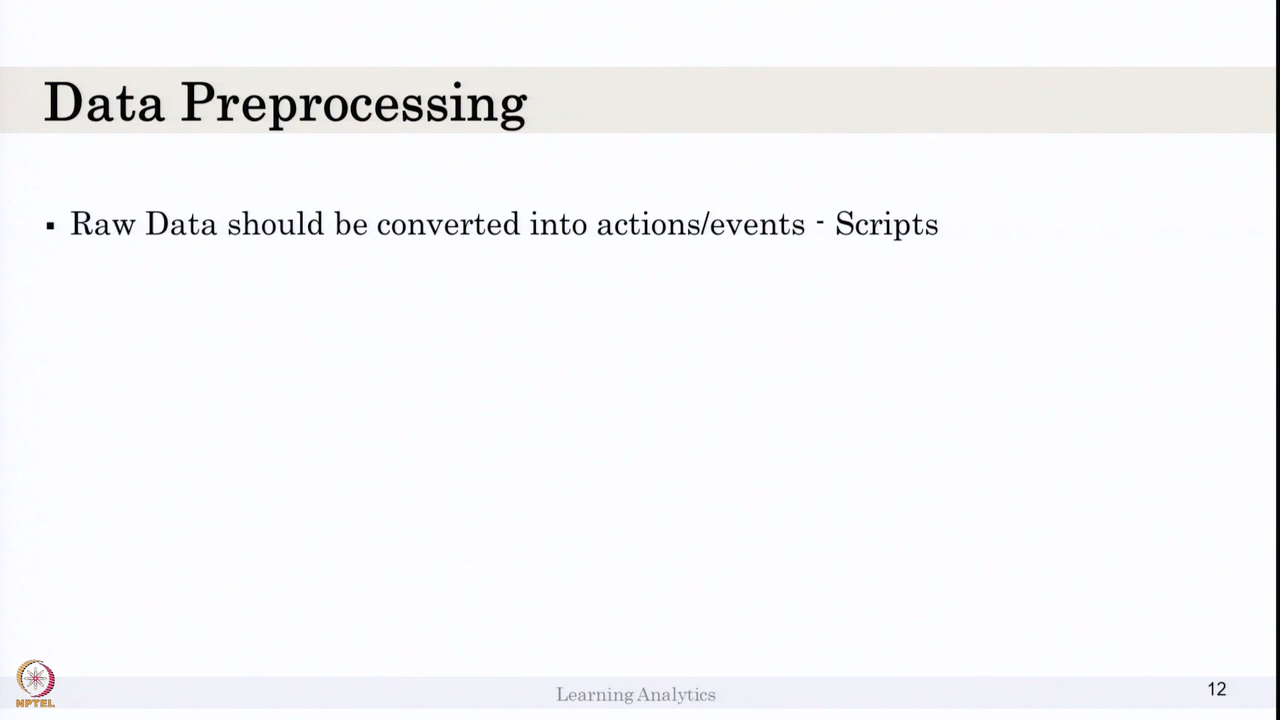 Data Preprocessing
▪ Raw Data should be converted into actions/events - Scripts
NPTEL
Learning Analytics
12